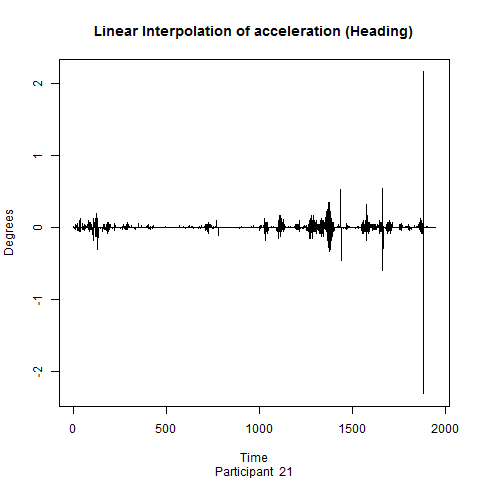 Linear Interpolation of acceleration (Heading)
Degrees
2
1
0
-1
-2
0 500 1000 1500 2000
Time
Participant 21